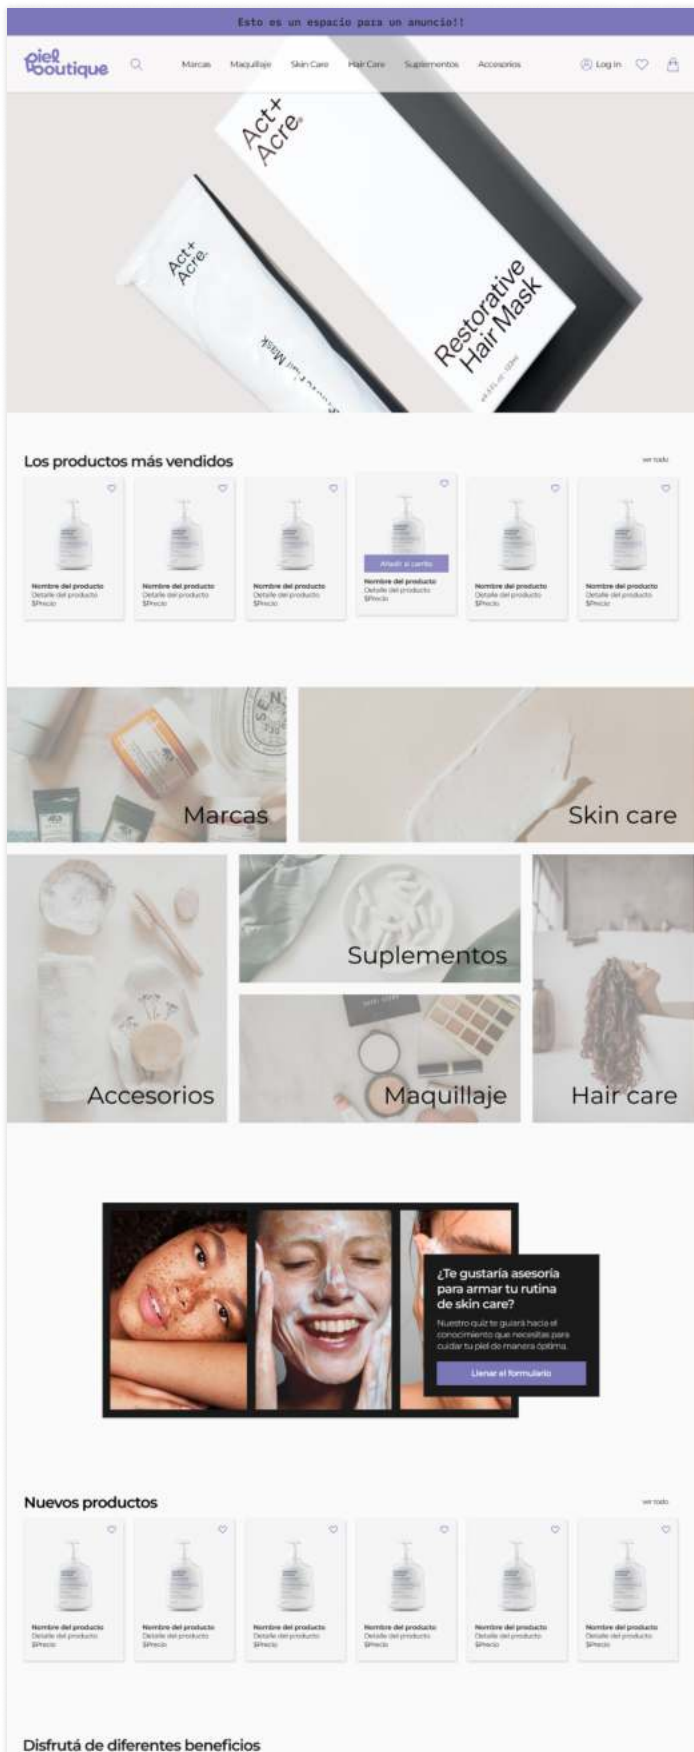 Esto es un espacio para un anuncio!!
piel boutique
Marcas Maquillaje Skin Care Hair Care Suplementos Accesorios Log In
Act+
Acre.
Restorative
Hair Mask
Act+
Acre.
Hair Mask
Los productos más vendidos
ver todo
Añadir al carrito
Nombre del producto
Detalle del producto
$Precio
Nombre del producto
Detalle del producto
$Precio
Nombre del producto
Detalle del producto
$Precio
Nombre del producto
Detalle del producto
$Precio
Nombre del producto
Detalle del producto
$Precio
Nombre del producto
Detalle del producto
$Precio
Marcas
Skin care
Suplementos
Accesorios
Maquillaje
Hair care
¿Te gustaría asesoría
para armar tu rutina
de skin care?
Nuestro quiz te guiará hacia el
conocimiento que necesitas para
cuidar tu piel de manera óptima.
Llenar el formulario
Nuevos productos
ver todo
Nombre del producto
Detalle del producto
$Precio
Nombre del producto
Detalle del producto
$Precio
Nombre del producto
Detalle del producto
$Precio
Nombre del producto
Detalle del producto
$Precio
Nombre del producto
Detalle del producto
$Precio
Nombre del producto
Detalle del producto
$Precio
Disfrutá de diferentes beneficios